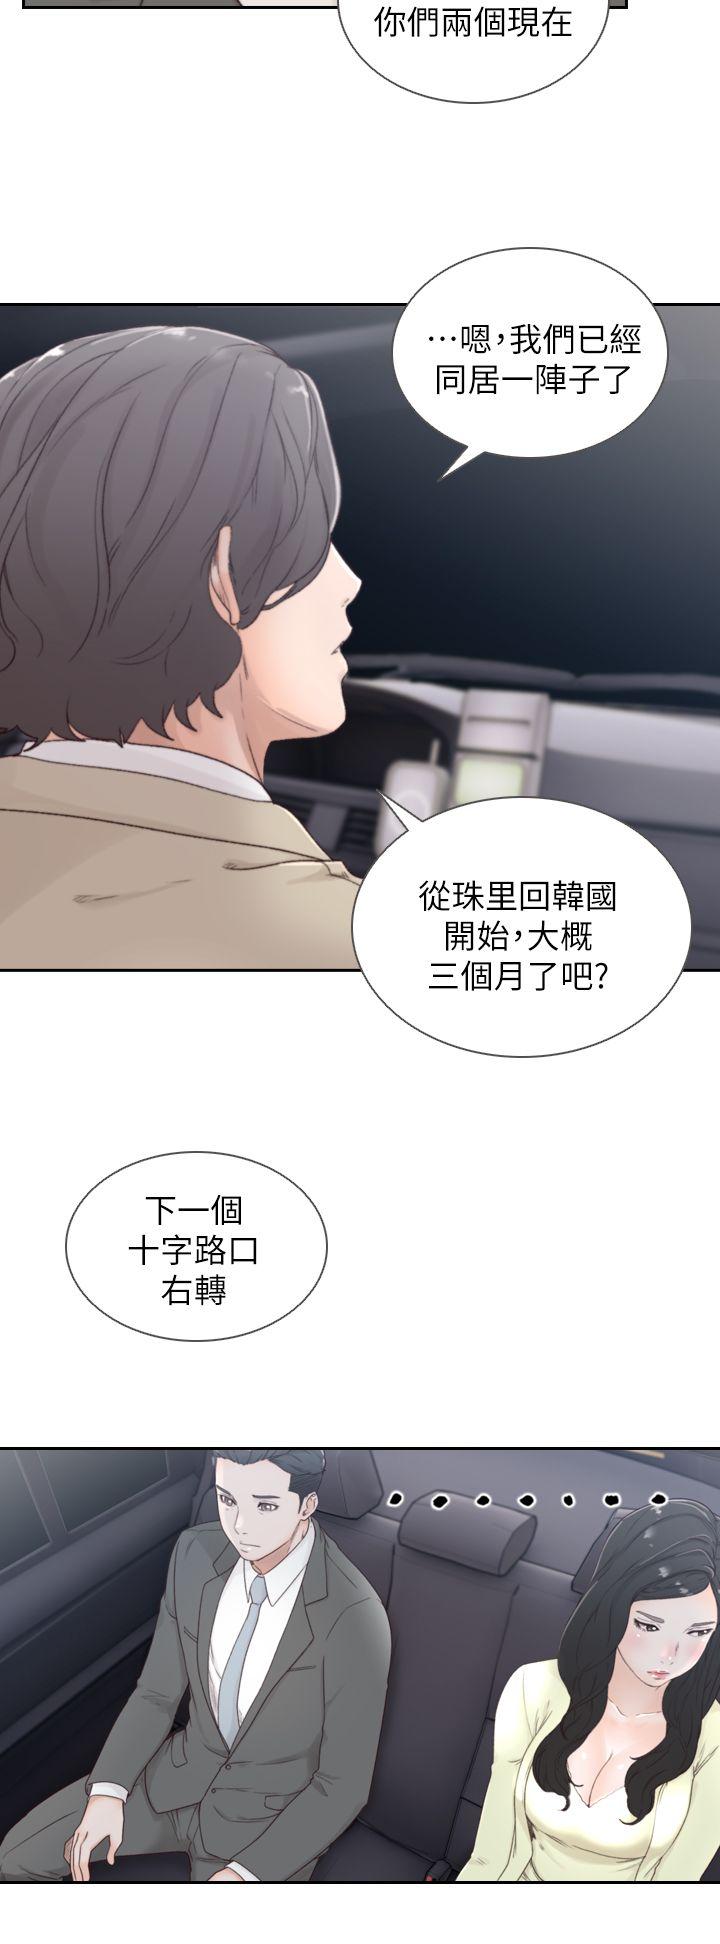 你們兩個現在
…嗯,我們已經
同居一陣子了
從珠里回韓國
開始,大概
三個月了吧?
下一個
十字路口
右轉